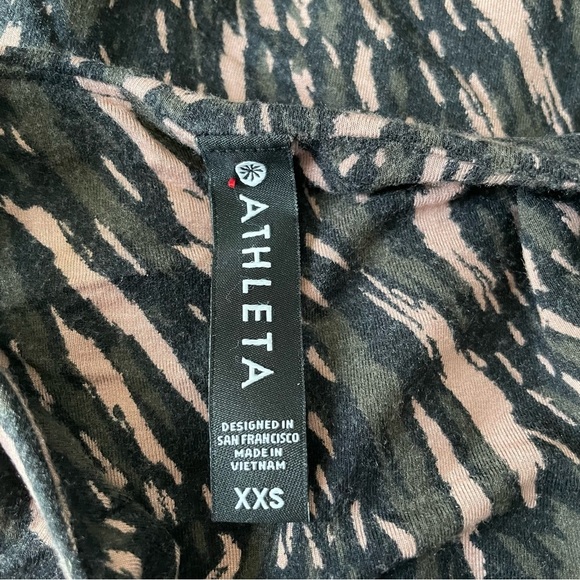 ATHLETA
DESIGNED IN
SAN FRANCISCO
MADE IN
VIETNAM
XXS